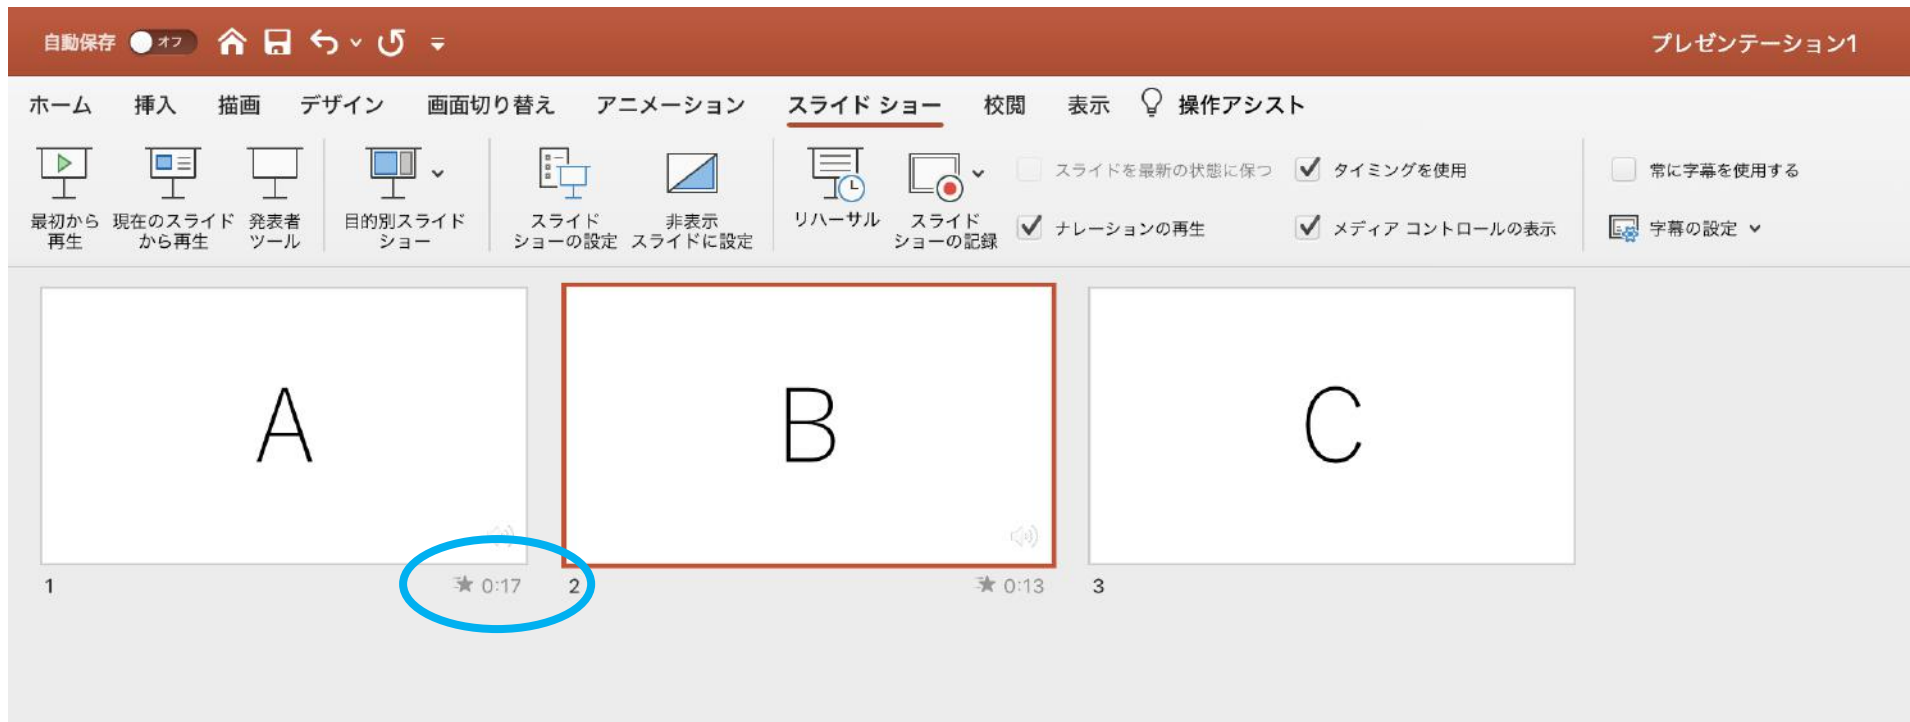 自動保存 オフ プレゼンテーション1
ホーム 挿入 描画 デザイン 画面切り替え アニメーション スライド ショー 校閲 表示 操作アシスト
最初から
再生
現在のスライド
から再生
発表者
ツール
目的別スライド
ショー
スライド
ショーの設定
非表示
スライドに設定
リハーサル
スライド
ショーの記録
スライドを最新の状態に保つ
ナレーションの再生
タイミングを使用
メディア コントロールの表示
常に字幕を使用する
字幕の設定
A
B
C
1 0:17
2 0:13
3